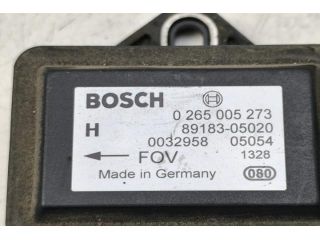 BOSCH 0 265 005 273
H 89183-05020
0032958 05054
FOV 1328
Made in Germany 080